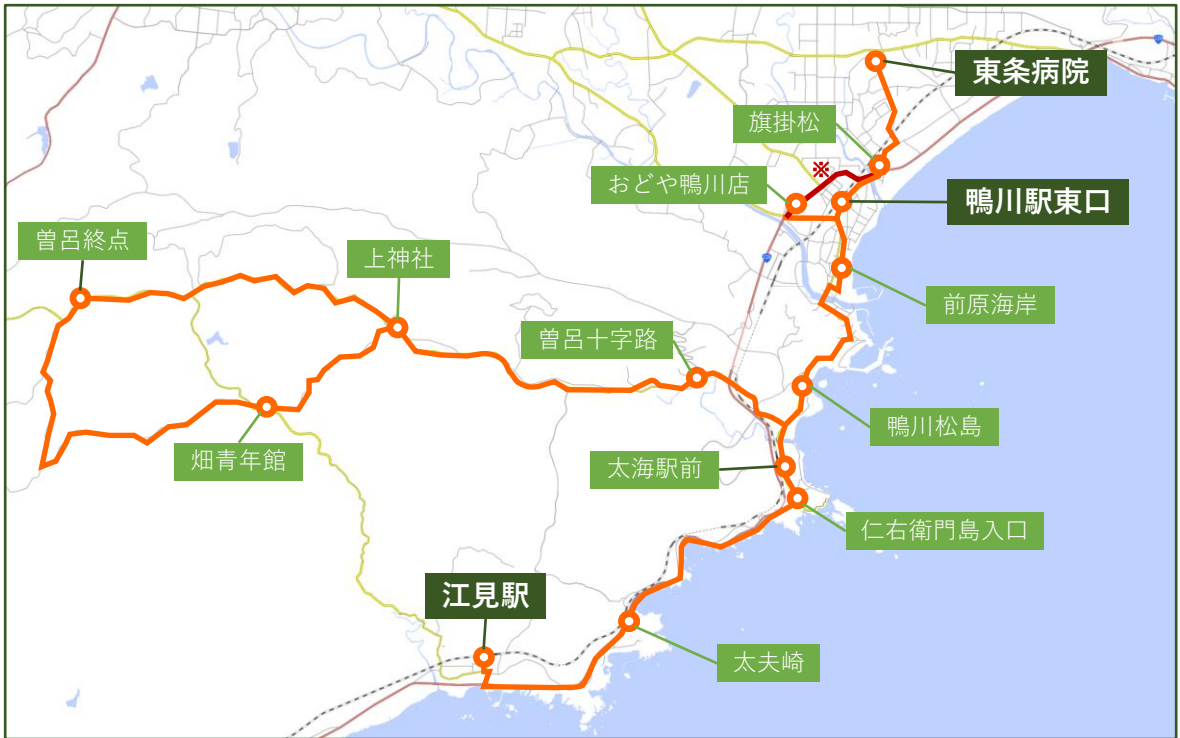 東条病院
旗掛松
※
おどや鴨川店
鴨川駅東口
曽呂終点
上神社
前原海岸
曽呂十字路
鴨川松島
畑青年館
太海駅前
仁右衛門島入口
江見駅
太夫崎